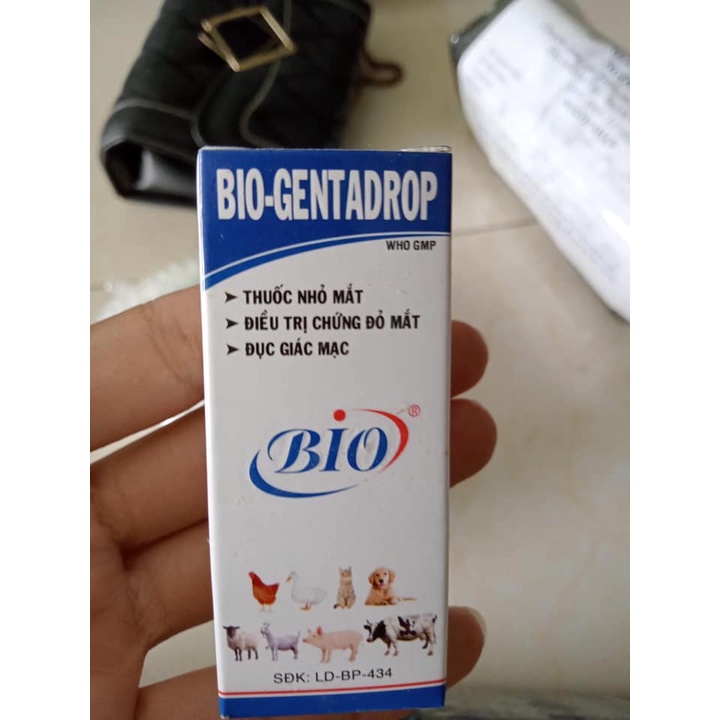 BIO-GENTADROP
WHO GMP
THUỐC NHỎ MẮT
ĐIỀU TRỊ CHỨNG ĐỎ MẮT
ĐỤC GIÁC MẠC
BIO ®
SĐK: LD-BP-434